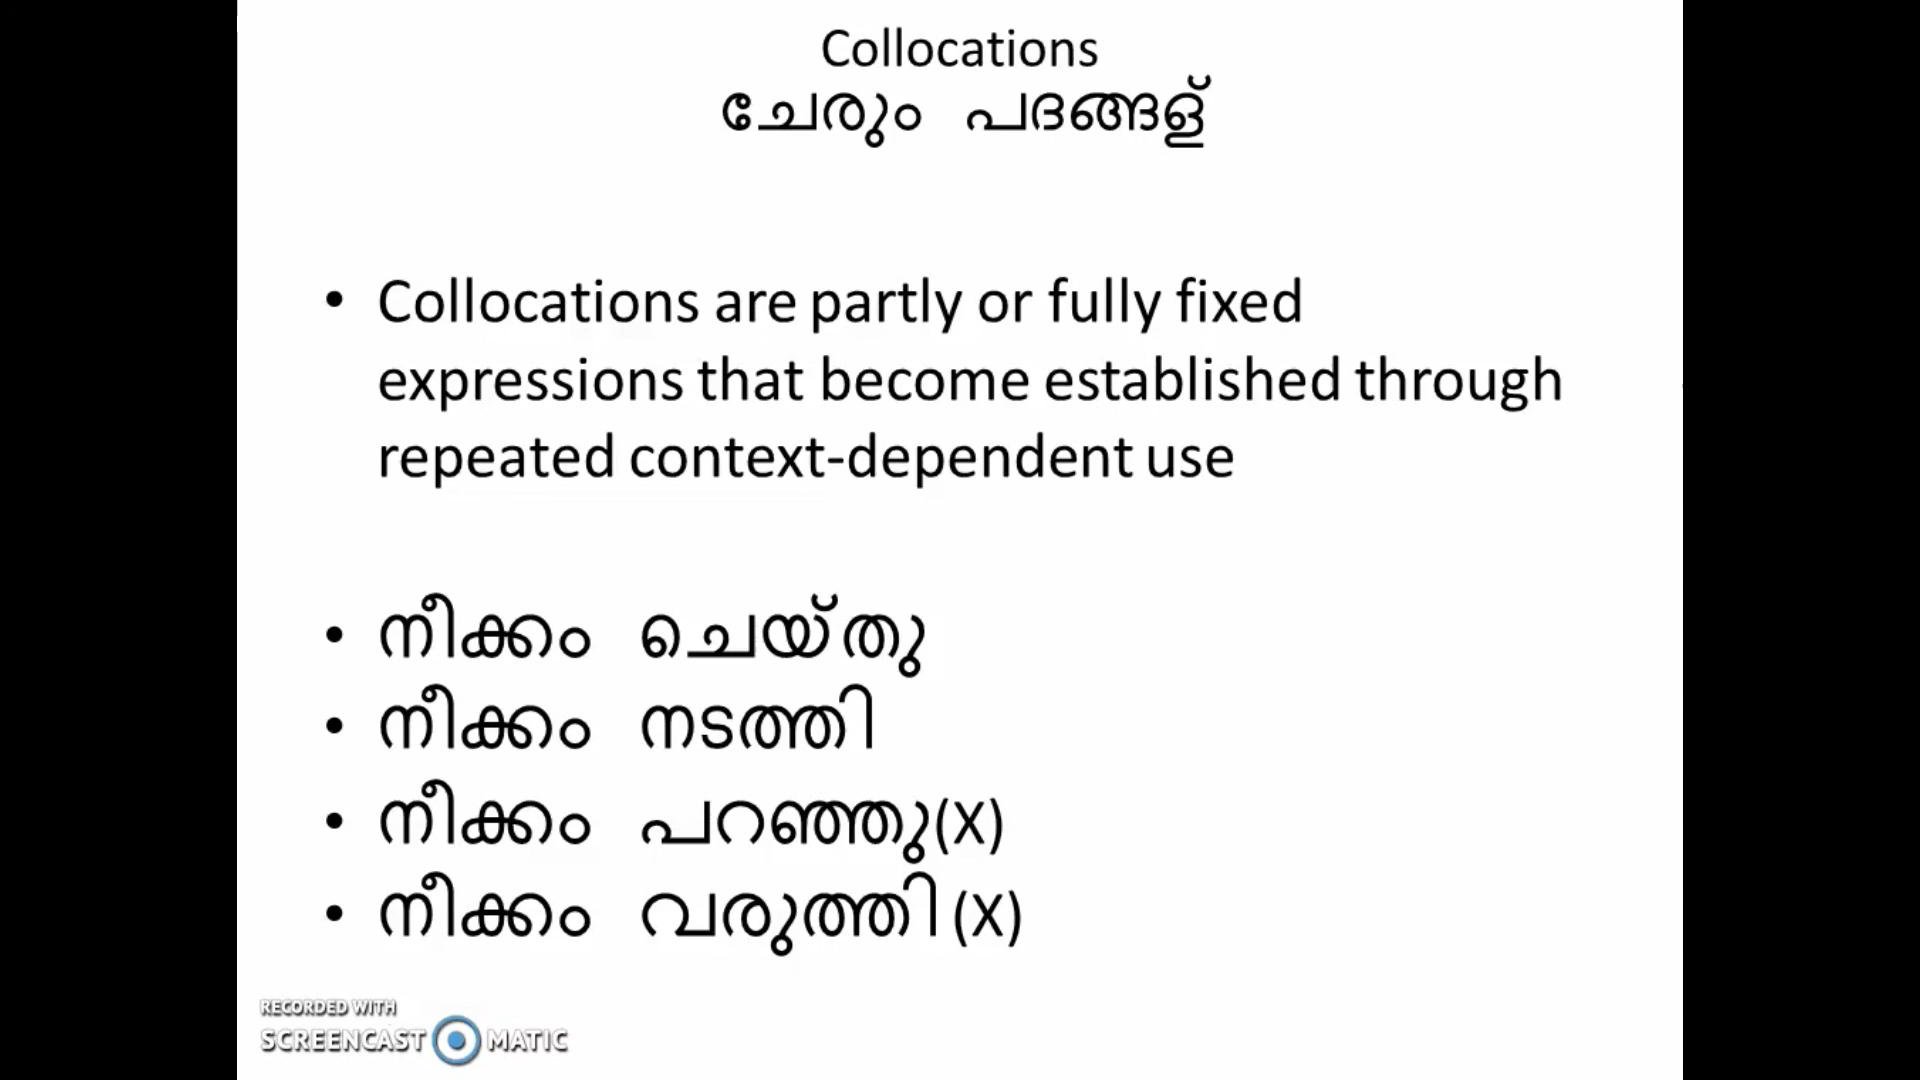 Collocations
ചേരും പദങ്ങള്
• Collocations are partly or fully fixed
expressions that become established through
repeated context-dependent use
• നീക്കം ചെയ്തു
• നീക്കം നടത്തി
• നീക്കം പറഞ്ഞു(X)
• നീക്കം വരുത്തി(X)
RECORDED WITH
SCREENCAST MATIC